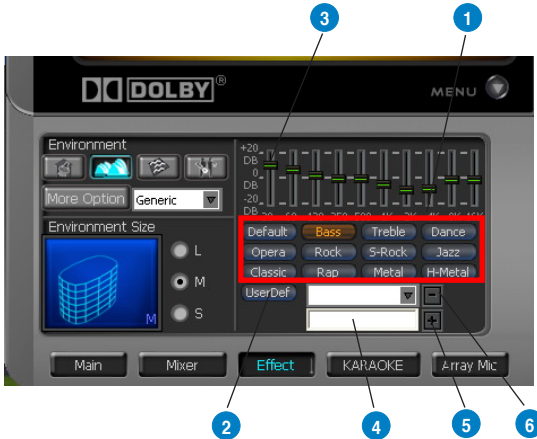 3 1
DOLBY®
MENU
Environment
More Option Generic
Environment Size
L
M
S
M
+20
DB
0
DB
-20
DB
Default Bass Treble Dance
Opera Rock S-Rock Jazz
Classic Rap Metal H-Metal
UserDef
-
+
Main Mixer Effect KARAOKE Array Mic
2 4 5 6